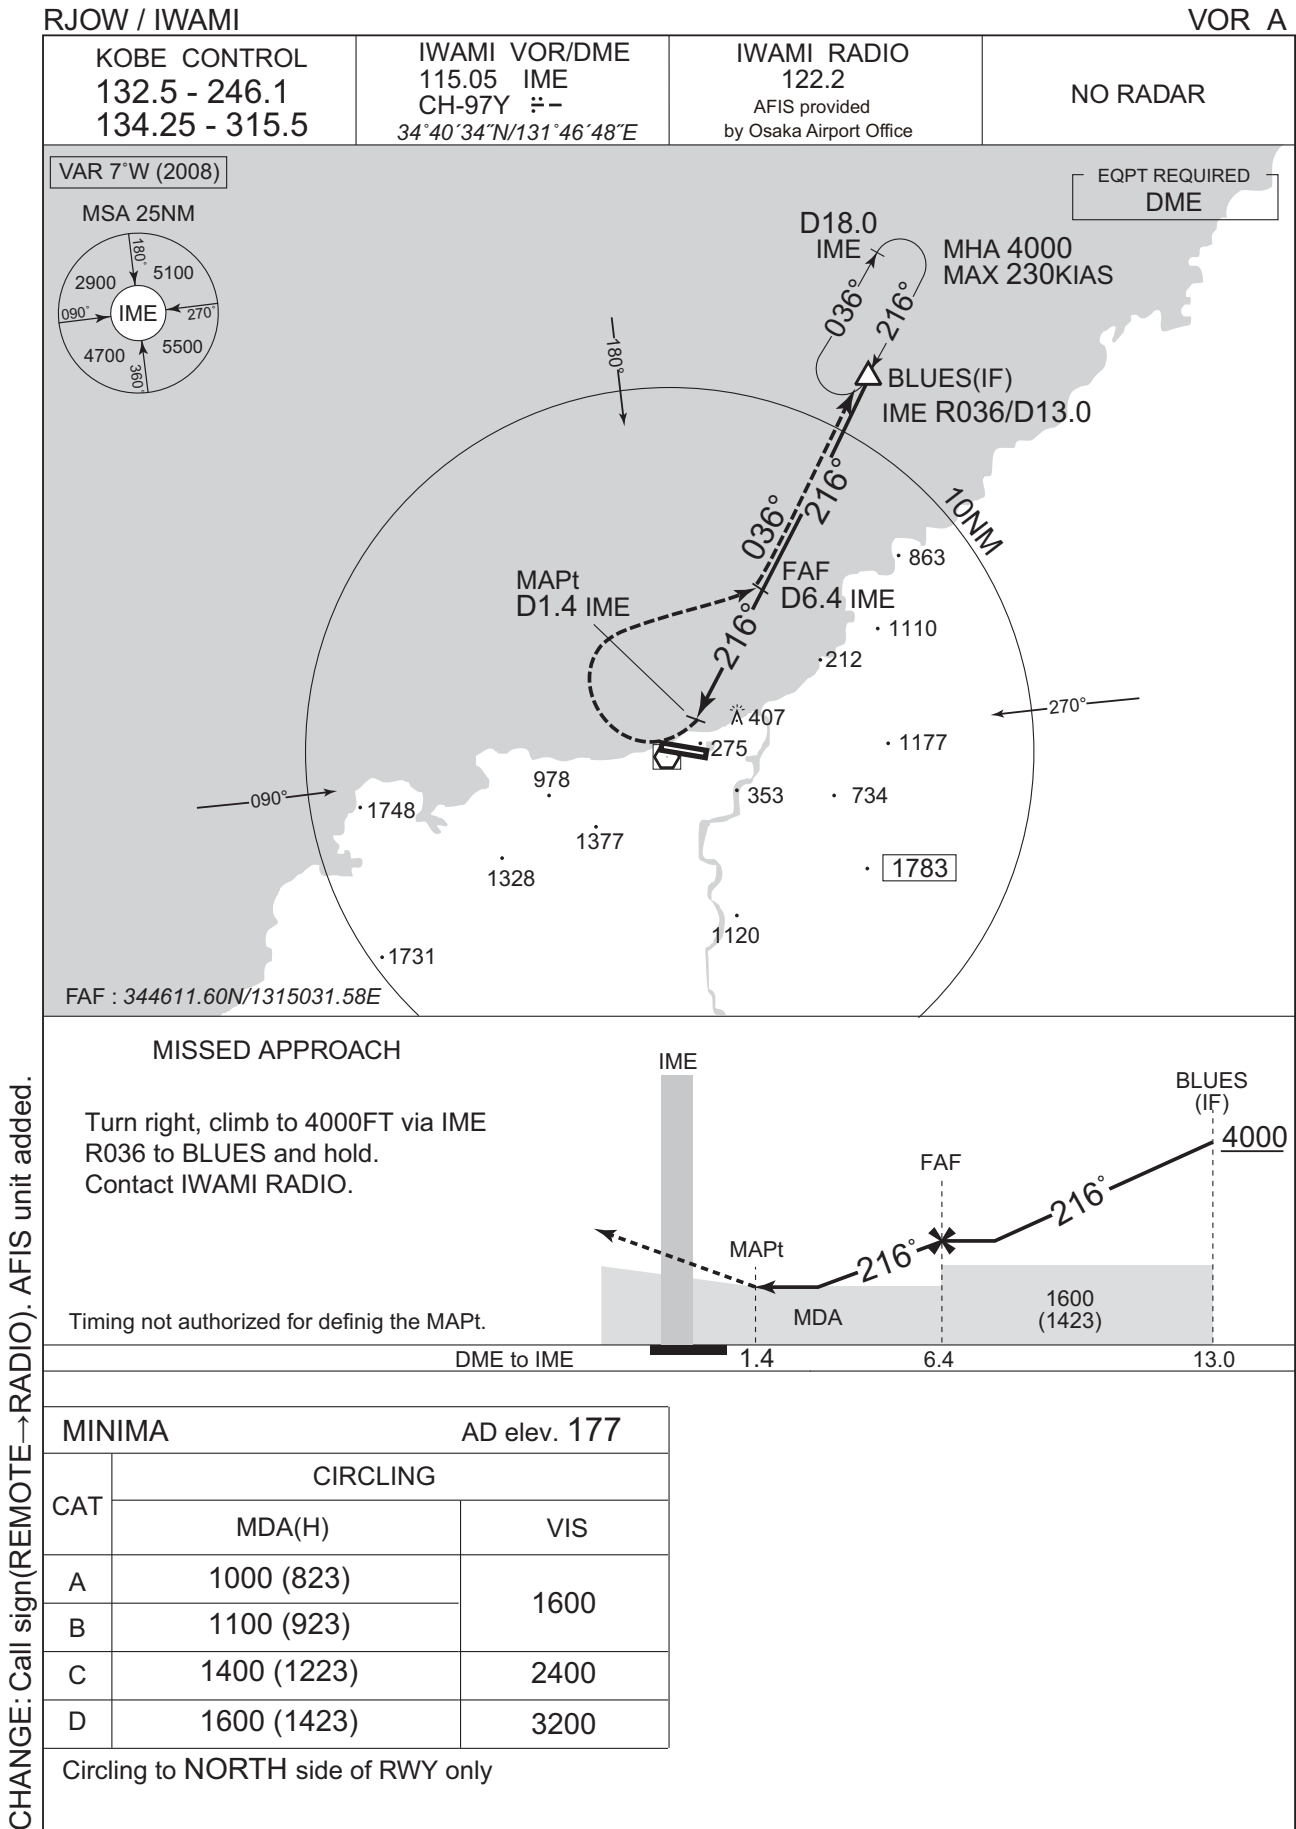 RJOW / IWAMI
VOR A
KOBE CONTROL
132.5 - 246.1
134.25 - 315.5
IWAMI VOR/DME
115.05 IME
CH-97Y
34˚40´34˝N/131˚46´48˝E
IWAMI RADIO
122.2
AFIS provided
by Osaka Airport Office
NO RADAR
VAR 7˚W (2008)
MSA 25NM
180˚
2900
5100
090˚
IME
270˚
4700
5500
360˚
EQPT REQUIRED
DME
D18.0
IME
MHA 4000
MAX 230KIAS
036°
216°
180°
BLUES(IF)
IME R036/D13.0
036°
216°
10NM
863
MAPt
D1.4 IME
FAF
D6.4 IME
216°
1110
212
407
270°
275
1177
978
090°
1748
353
734
1377
1328
1783
1120
1731
FAF : 344611.60N/1315031.58E
MISSED APPROACH
Turn right, climb to 4000FT via IME
R036 to BLUES and hold.
Contact IWAMI RADIO.
Timing not authorized for definig the MAPt.
IME
BLUES
(IF)
4000
FAF
216°
MAPt
216°
MDA
1600
(1423)
DME to IME
1.4
6.4
13.0
MINIMA
AD elev. 177
CAT
CIRCLING
MDA(H)
VIS
A
1000 (823)
1600
B
1100 (923)
C
1400 (1223)
2400
D
1600 (1423)
3200
Circling to NORTH side of RWY only
CHANGE: Call sign(REMOTE→RADIO). AFIS unit added.